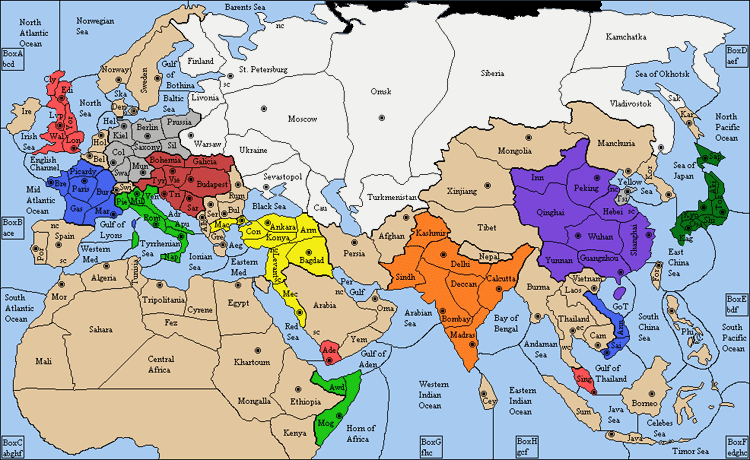 Barents Sea
nc
North
Atlantic
Ocean
Norwegian
Sea
BoxA
bcd
Finland
Kamchatka
BoxD
aef
Norway
Sweden
Gulf
of
Bothina
sc
St. Petersburg
Siberia
Sea of Okhotsk
Cly
Edi
North
Sea
Ska
Den
Baltic
Sea
Livonia
Omsk
Moscow
Vladivostok
Sak
Kar
North
Pacific
Ocean
Ire
Lvp
Yor
Wal
Lon
Irish
Sea
Hel
Kiel
Berlin
Prussia
Hol
Bel
Saxony
Sil
Warsaw
Ukraine
Mongolia
Manchuria
English
Channel
Col
Mun
Swa
Bohemia
Galicia
Sevastopol
Sea of
Japan
Mid
Atlantic
Ocean
Bre
Picardy
Paris
Bur
Gas
Mar
Swi
Tyr
Vie
Budapest
Tri
Sar
Rum
Cau
Turkmenistan
Xinjiang
Inn
Peking
nc
sc
Yellow
Sea
Tsi
Kor
BoxB
ace
Pie
Mil
Ven
Rom
Adr
Apu
Nap
Alb
Ser
Bul
Mac
Gre
Black Sea
Con
Ankara
Konya
Arm
Qinghai
Hebei
Por
nc
Spain
sc
Gulf of
Lyons
Western
Med
Tyrrhenian
Sea
Ionian
Sea
Aeg
Eastern
Med
Levant
Bagdad
Persia
Afghan
Kashmir
Tibet
Wuhan
Shanghai
Yunnan
Guangzhou
East
China Sea
Delhi
Nepal
Mor
Algeria
Tunisia
Tripolitania
Cyrene
Egypt
Mec
Per
Gulf
Sindh
Deccan
Calcutta
Burma
Vietnam
Laos
For
GoT
South Atlantic
Ocean
Sahara
Fez
Arabia
Oma
sc
Red
Sea
Yem
Arabian
Sea
Bombay
Madras
Bay of
Bengal
Thailand
ec
wc
Ann
Cam
Sai
South
China Sea
Phi
BoxE
bdf
South
Pacific
Ocean
Mali
Central
Africa
Khartoum
Ade
Gulf of
Aden
Andaman
Sea
Gulf of
Thailand
Awd
Mongalla
Ethiopia
Mog
Kenya
Horn of
Africa
Western
Indian
Ocean
Cey
Eastern
Indian
Ocean
Sing
Sum
Borneo
Java
Sea
Java
Celebes
Sea
Timor Sea
BoxC
abghf
BoxG
fhc
BoxH
gcf
BoxF
edghc